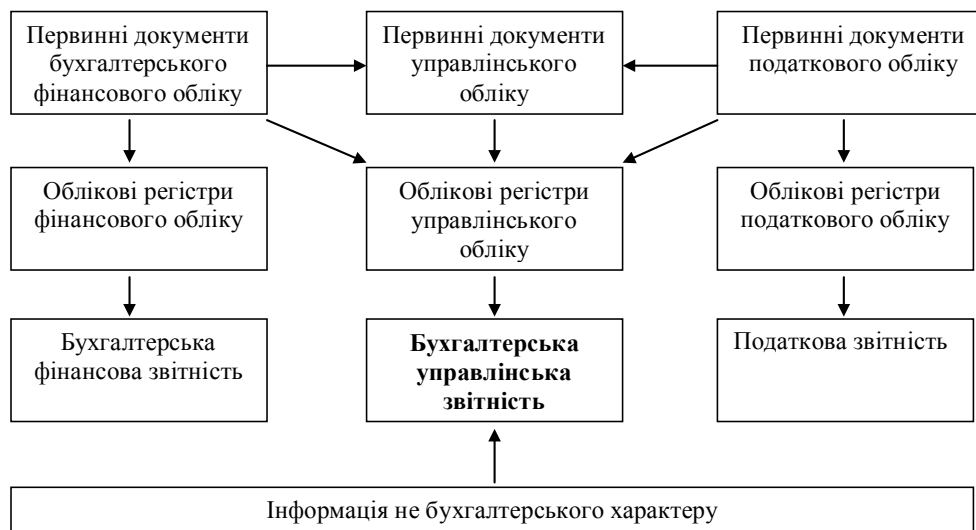 Первинні документи
бухгалтерського
фінансового обліку
Первинні документи
управлінського
обліку
Первинні документи
податкового обліку
Облікові регістри
фінансового обліку
Облікові регістри
управлінського
обліку
Облікові регістри
податкового обліку
Бухгалтерська
фінансова звітність
Бухгалтерська
управлінська
звітність
Податкова звітність
Інформація не бухгалтерського характеру